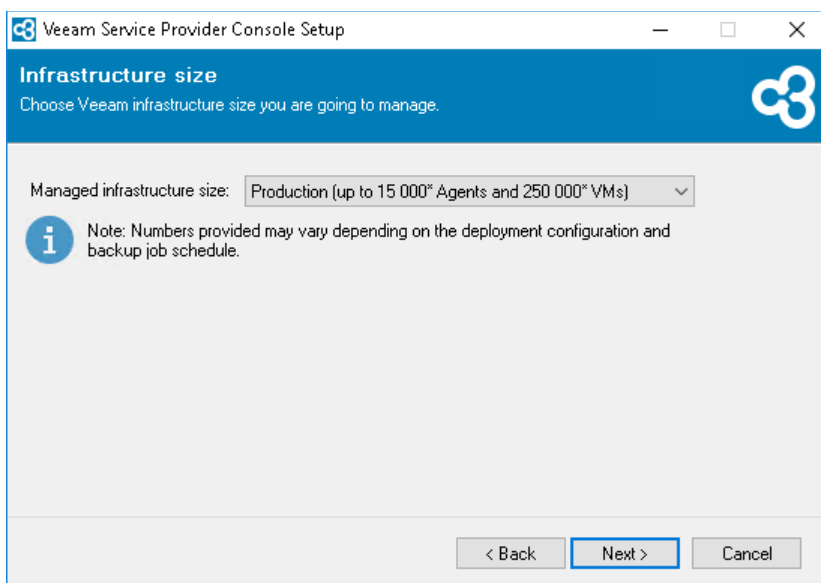 Veeam Service Provider Console Setup
Infrastructure size
Choose Veeam infrastructure size you are going to manage.
Managed infrastructure size: Production (up to 15 000* Agents and 250 000* VMs)
Note: Numbers provided may vary depending on the deployment configuration and
backup job schedule.
< Back Next > Cancel